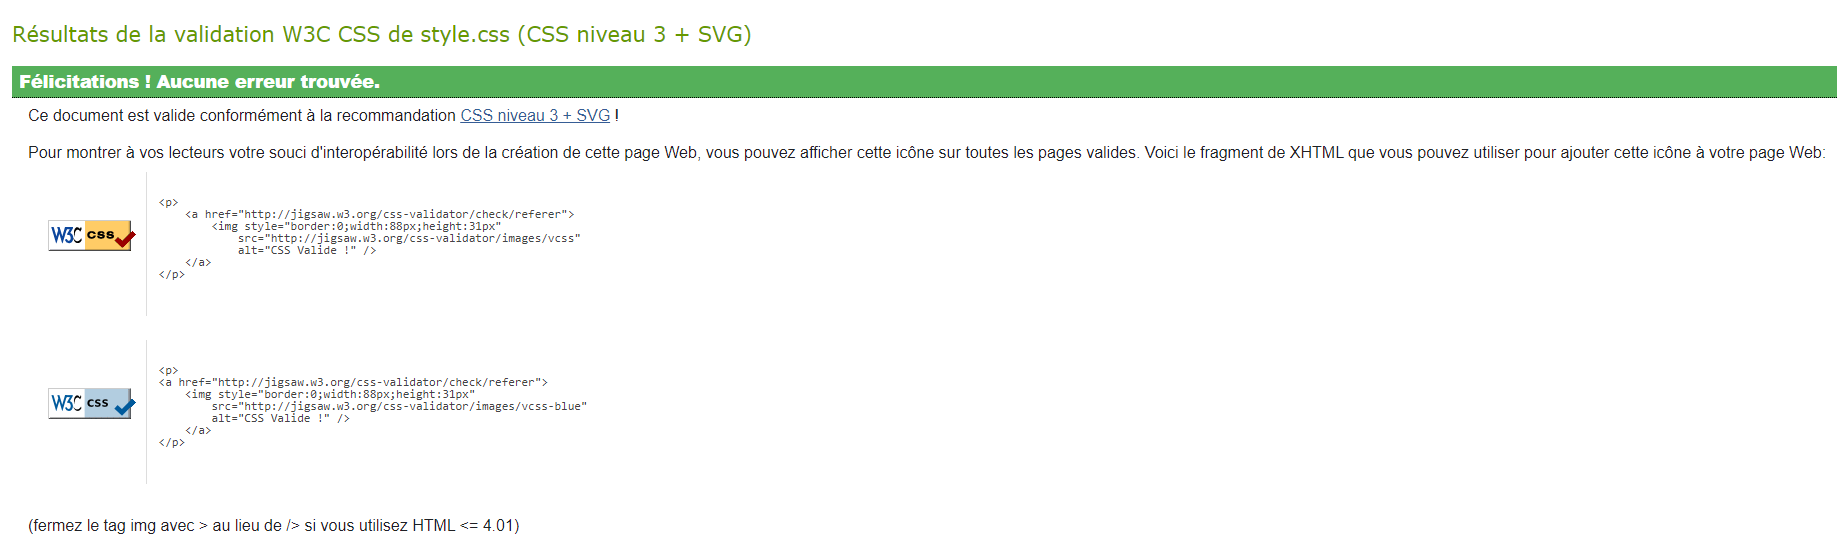 Résultats de la validation W3C CSS de style.css (CSS niveau 3 + SVG)
Félicitations ! Aucune erreur trouvée.
Ce document est valide conformément à la recommandation CSS niveau 3 + SVG !
Pour montrer à vos lecteurs votre souci d'interopérabilité lors de la création de cette page Web, vous pouvez afficher cette icône sur toutes les pages valides. Voici le fragment de XHTML que vous pouvez utiliser pour ajouter cette icône à votre page Web:
W3C css
<p>
    <a href="http://jigsaw.w3.org/css-validator/check/referer">
        <img style="border:0;width:88px;height:31px"
            src="http://jigsaw.w3.org/css-validator/images/vcss"
            alt="CSS Valide !" />
    </a>
</p>
W3C css
<p>
<a href="http://jigsaw.w3.org/css-validator/check/referer">
    <img style="border:0;width:88px;height:31px"
        src="http://jigsaw.w3.org/css-validator/images/vcss-blue"
        alt="CSS Valide !" />
    </a>
</p>
(fermez le tag img avec > au lieu de /> si vous utilisez HTML <= 4.01)